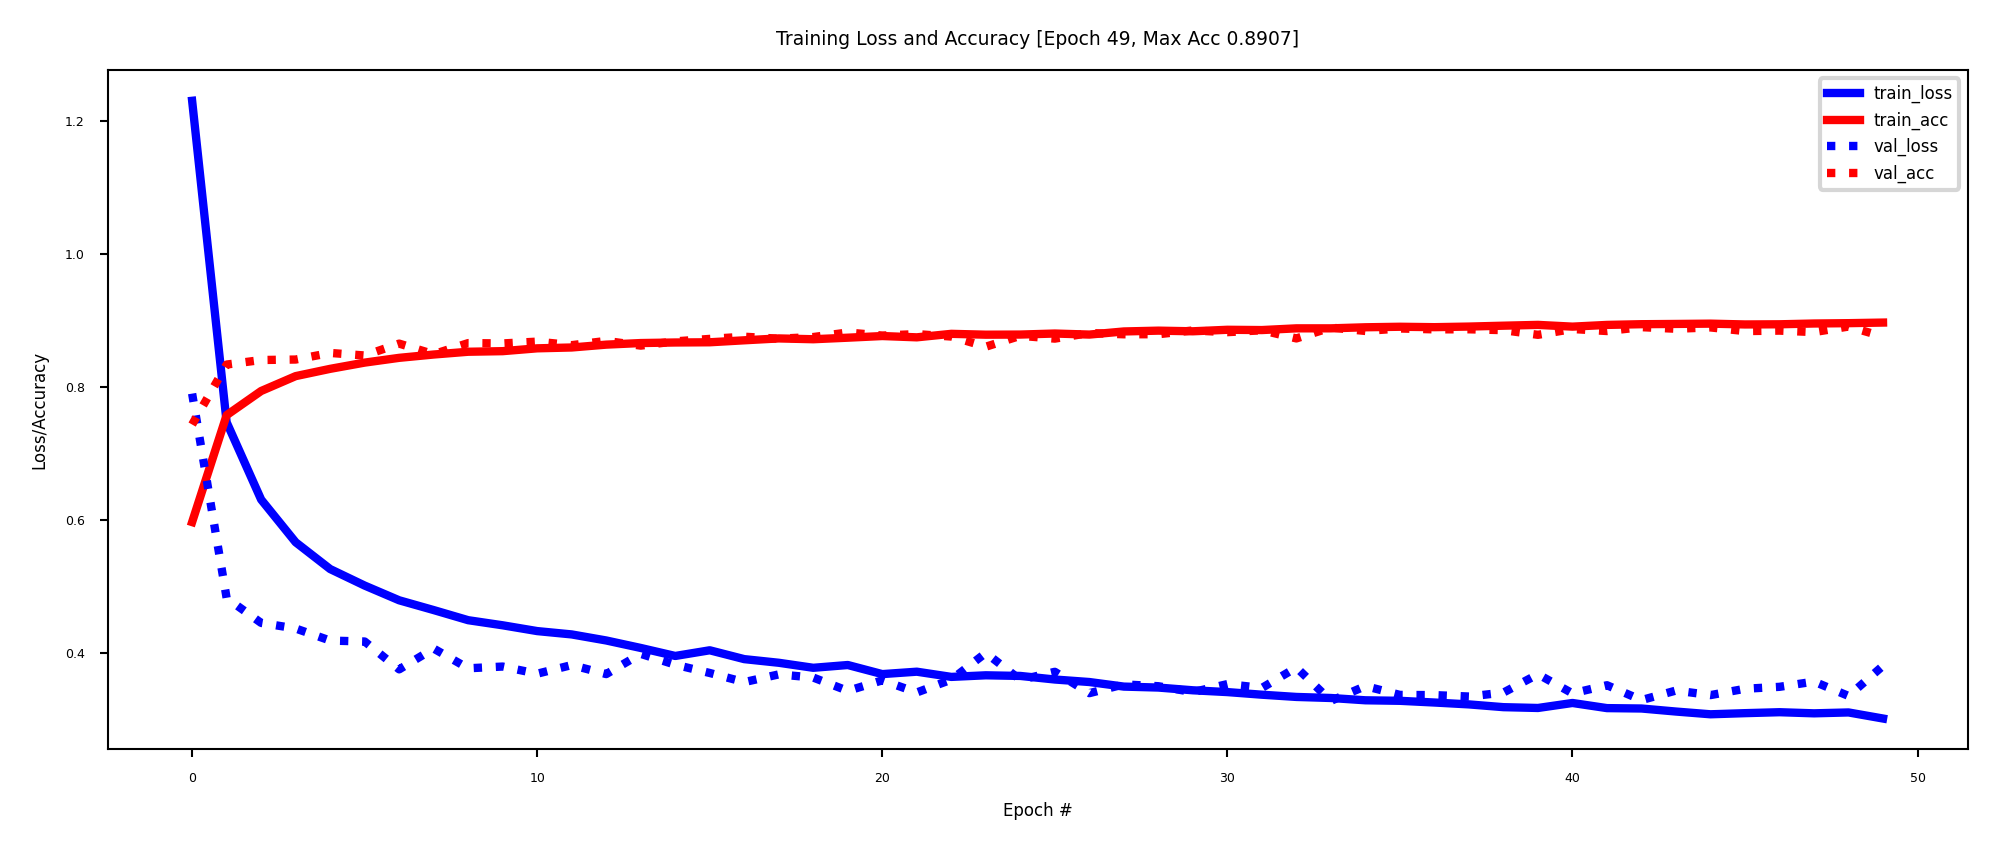 Training Loss and Accuracy [Epoch 49, Max Acc 0.8907]
train_loss
train_acc
val_loss
val_acc
Loss/Accuracy
1.2
1.0
0.8
0.6
0.4
0 10 20 30 40 50
Epoch #